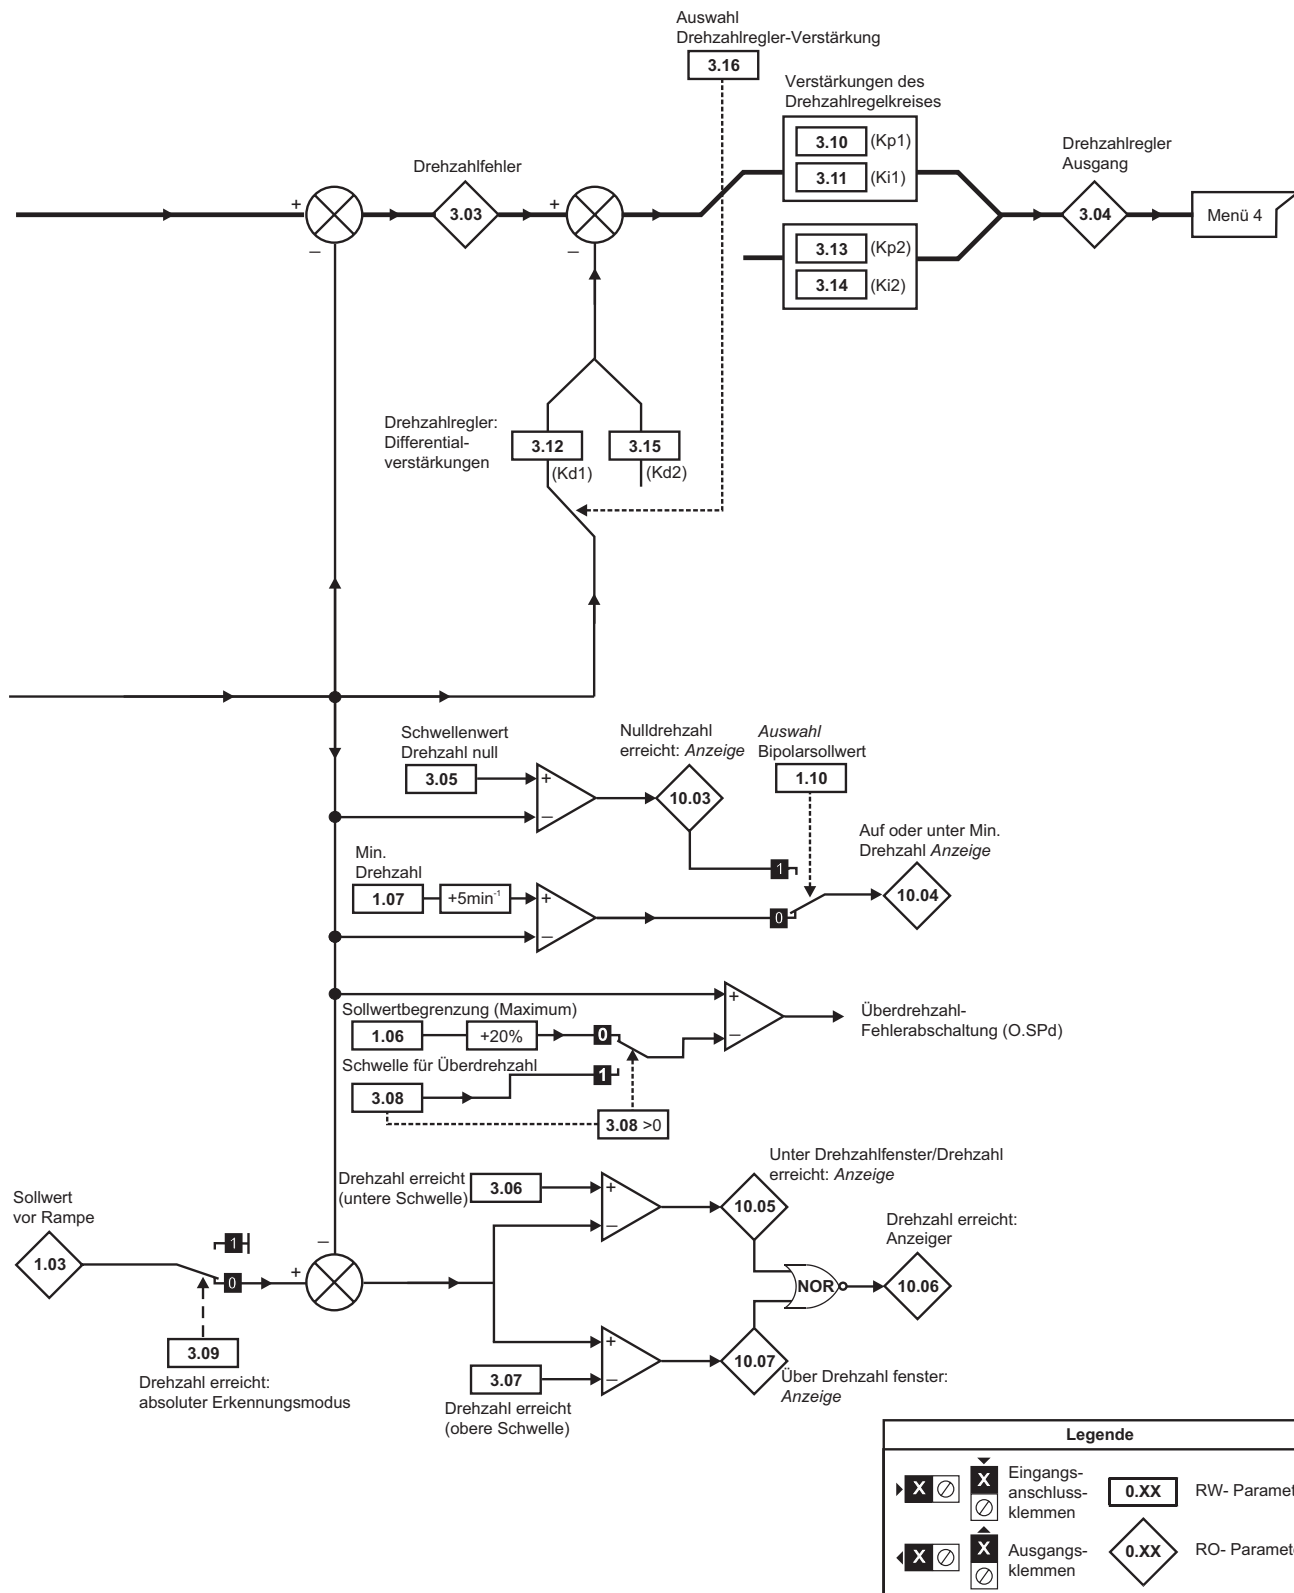 Auswahl
Drehzahlregler-Verstärkung
3.16
Verstärkungen des
Drehzahlregelkreises
3.10 (Kp1)
3.11 (Ki1)
3.13 (Kp2)
3.14 (Ki2)
Drehzahlregler
Ausgang
3.04
Menü 4
Drehzahlfehler
3.03
+
–
+
–
Drehzahlregler:
Differential-
verstärkungen
3.12
(Kd1)
3.15
(Kd2)
Schwellenwert
Drehzahl null
3.05
+
–
Nulldrehzahl
erreicht: Anzeige
10.03
Auswahl
Bipolarsollwert
1.10
Min.
Drehzahl
1.07
+5min-1
+
–
1
0
Auf oder unter Min.
Drehzahl Anzeige
10.04
Sollwertbegrenzung (Maximum)
1.06
+20%
0
Schwelle für Überdrehzahl
3.08
1
3.08 >0
+
–
Überdrehzahl-
Fehlerabschaltung (O.SPd)
Sollwert
vor Rampe
1.03
1
0
3.09
Drehzahl erreicht:
absoluter Erkennungsmodus
+
–
Drehzahl erreicht
(untere Schwelle)
3.06
+
–
Unter Drehzahlfenster/Drehzahl
erreicht: Anzeige
10.05
NOR
Drehzahl erreicht:
Anzeiger
10.06
3.07
Drehzahl erreicht
(obere Schwelle)
+
–
10.07
Über Drehzahl fenster:
Anzeige
Legende
X
X
Eingangs-
anschluss-
klemmen
0.XX
RW- Paramet
X
X
Ausgangs-
klemmen
0.XX
RO- Paramet